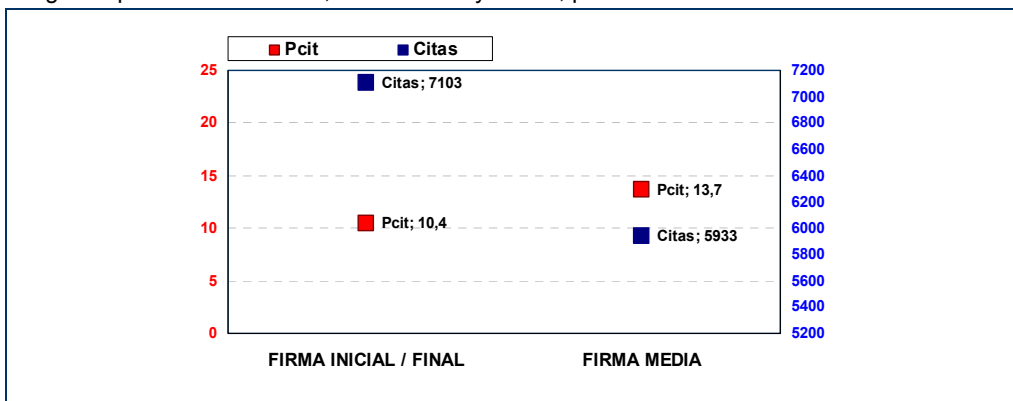 Pcit Citas
25 7200
7000
20 6800
6600
15 6400
6200
10 6000
5800
5 5600
5400
0 5200
Citas; 7103
Pcit; 13,7
Pcit; 10,4
Citas; 5933
FIRMA INICIAL / FINAL FIRMA MEDIA